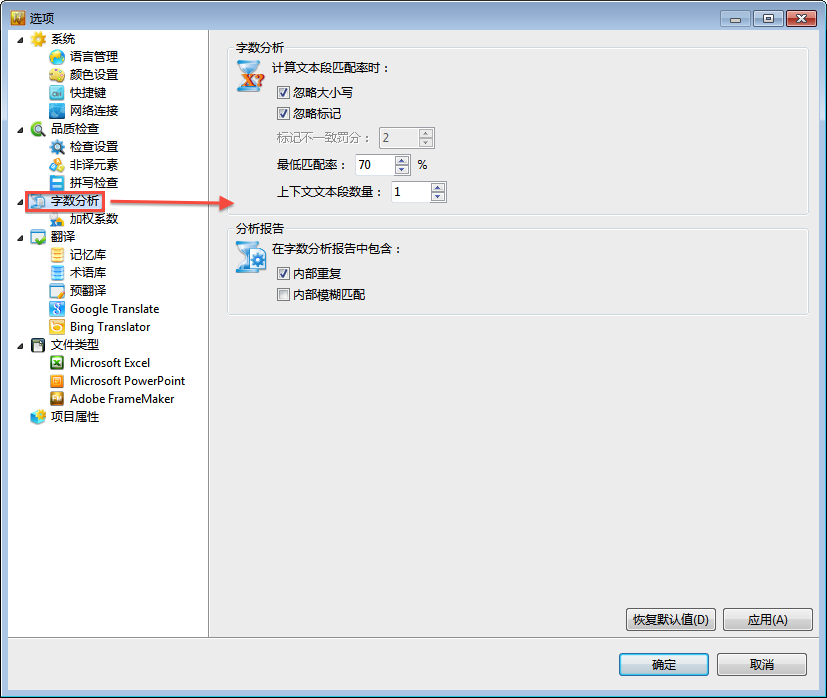 选项
系统
语言管理
颜色设置
快捷键
网络连接
品质检查
检查设置
非译元素
拼写检查
字数分析
加权系数
翻译
记忆库
术语库
预翻译
Google Translate
Bing Translator
文件类型
Microsoft Excel
Microsoft PowerPoint
Adobe FrameMaker
项目属性
字数分析
计算文本段匹配率时：
忽略大小写
忽略标记
标记不一致罚分： 2
最低匹配率： 70 %
上下文文本段数量： 1
分析报告
在字数分析报告中包含：
内部重复
内部模糊匹配
恢复默认值(D) 应用(A)
确定 取消